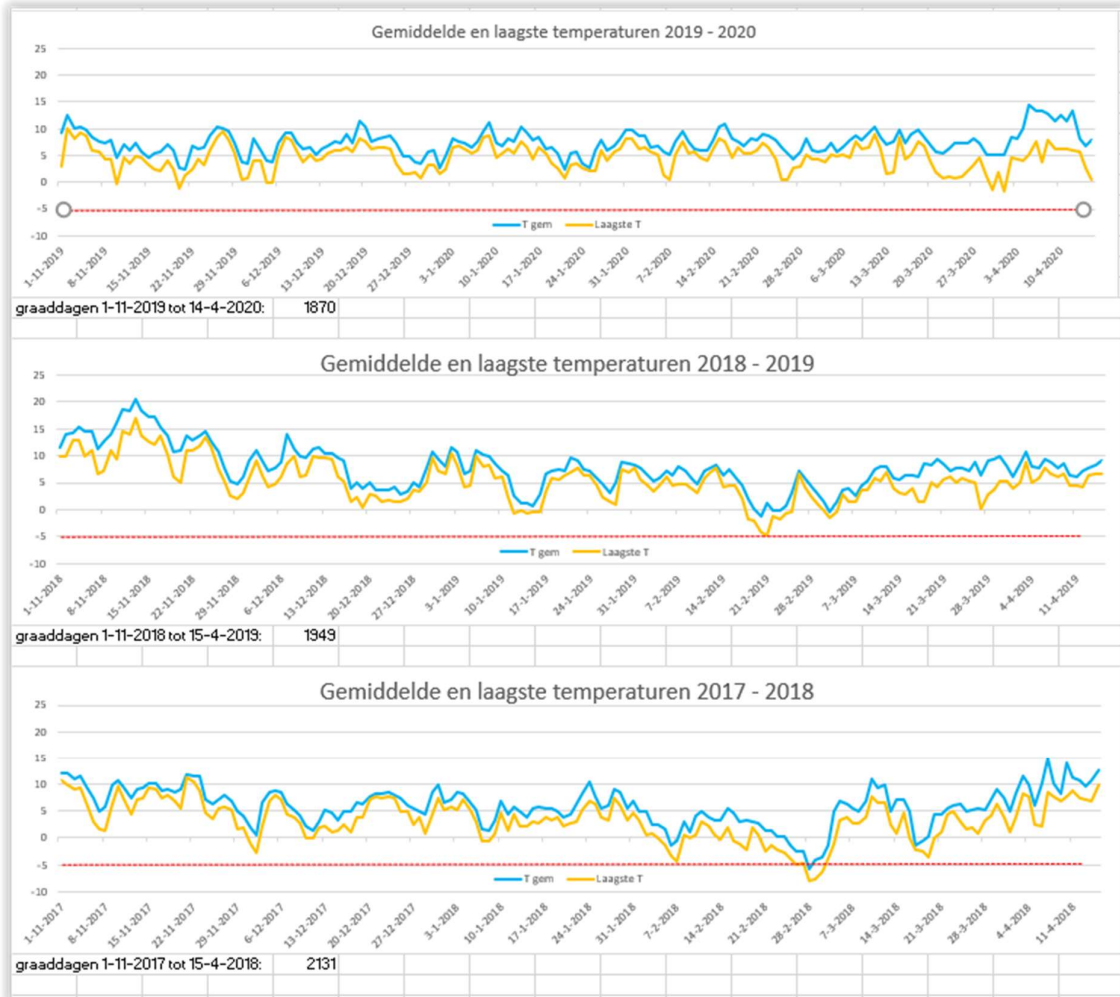 Gemiddelde en laagste temperaturen 2019 - 2020
25
20
15
10
5
0
-5
-10
T gem Laagste T
1-11-2019 8-11-2019 15-11-2019 22-11-2019 29-11-2019 6-12-2019 13-12-2019 20-12-2019 27-12-2019 3-1-2020 10-1-2020 17-1-2020 24-1-2020 31-1-2020 7-2-2020 14-2-2020 21-2-2020 28-2-2020 6-3-2020 13-3-2020 20-3-2020 27-3-2020 3-4-2020 10-4-2020
graaddagen 1-11-2019 tot 14-4-2020: 1870
Gemiddelde en laagste temperaturen 2018 - 2019
25
20
15
10
5
0
-5
-10
T gem Laagste T
1-11-2018 8-11-2018 15-11-2018 22-11-2018 29-11-2018 6-12-2018 13-12-2018 20-12-2018 27-12-2018 3-1-2019 10-1-2019 17-1-2019 24-1-2019 31-1-2019 7-2-2019 14-2-2019 21-2-2019 28-2-2019 7-3-2019 14-3-2019 21-3-2019 28-3-2019 4-4-2019 11-4-2019
graaddagen 1-11-2018 tot 15-4-2019: 1949
Gemiddelde en laagste temperaturen 2017 - 2018
25
20
15
10
5
0
-5
-10
T gem Laagste T
1-11-2017 8-11-2017 15-11-2017 22-11-2017 29-11-2017 6-12-2017 13-12-2017 20-12-2017 27-12-2017 3-1-2018 10-1-2018 17-1-2018 24-1-2018 31-1-2018 7-2-2018 14-2-2018 21-2-2018 28-2-2018 7-3-2018 14-3-2018 21-3-2018 28-3-2018 4-4-2018 11-4-2018
graaddagen 1-11-2017 tot 15-4-2018: 2131